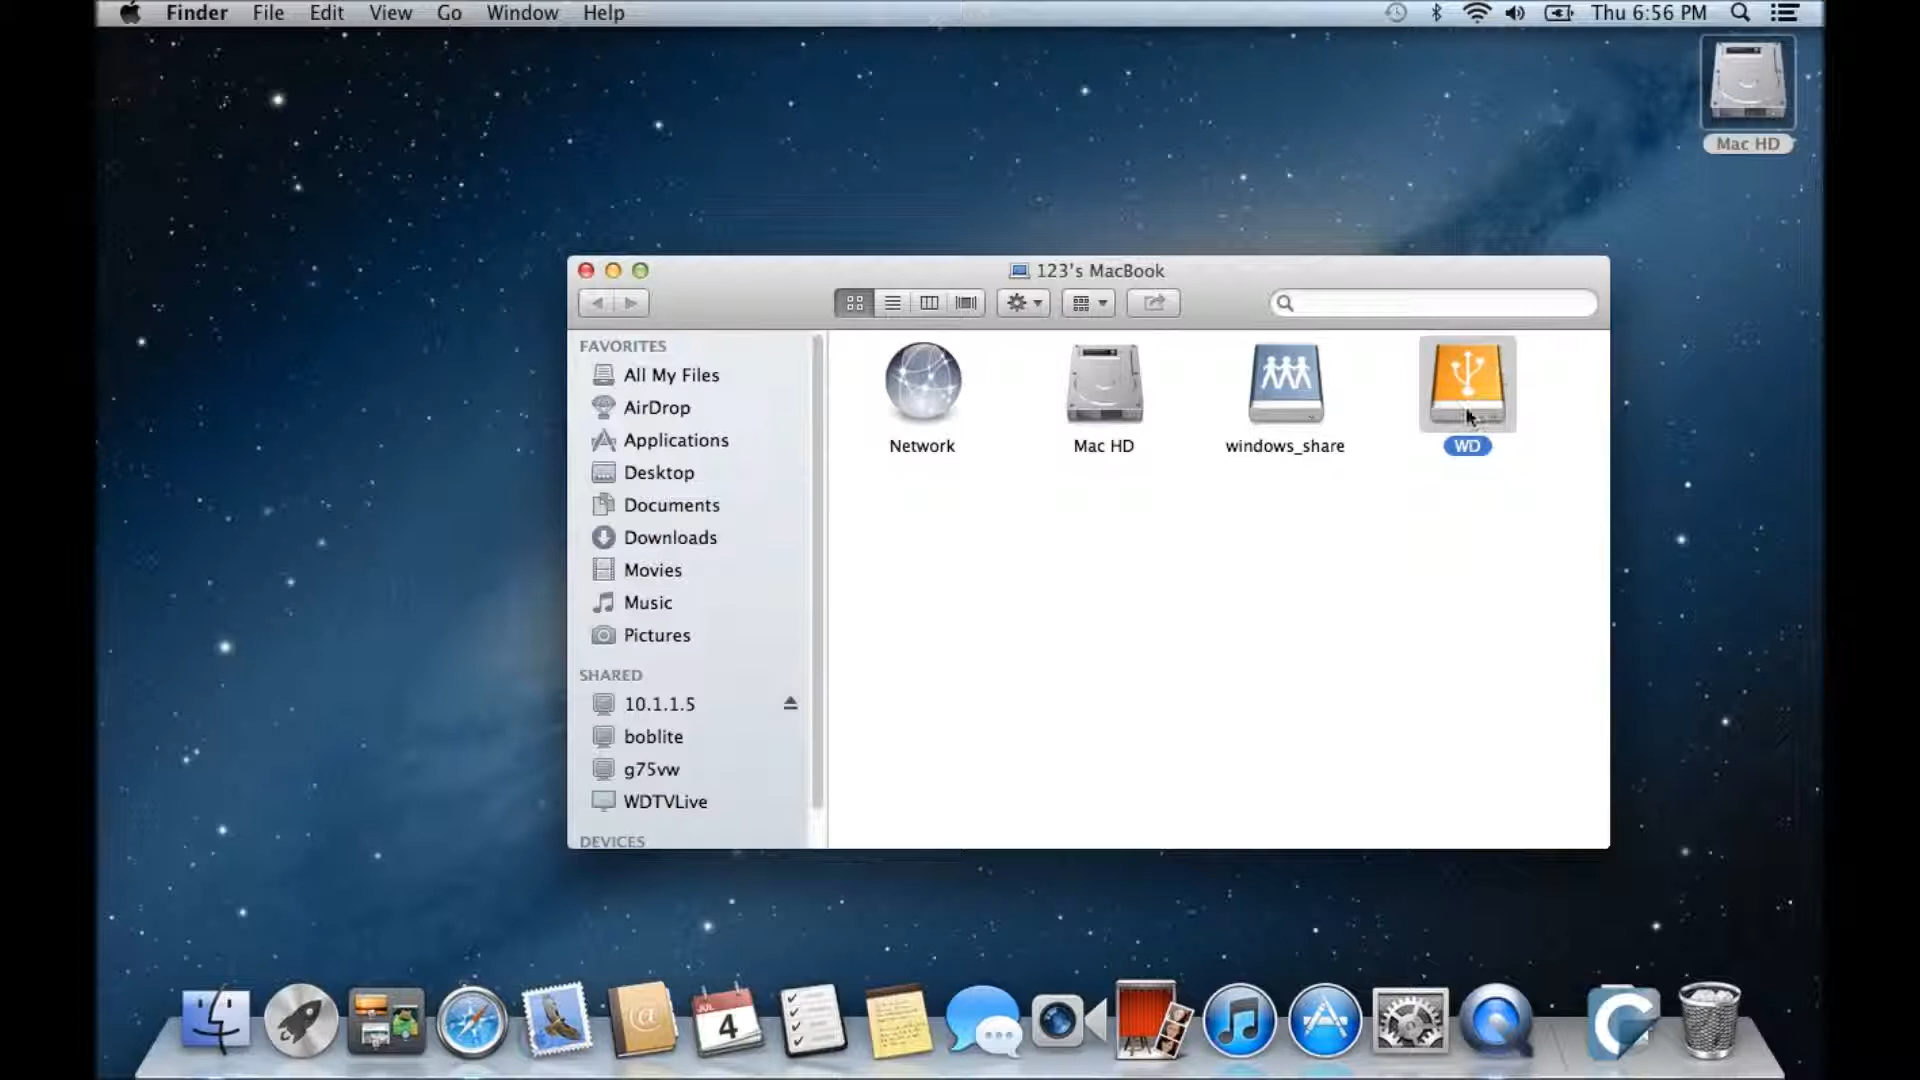 Finder File Edit View Go Window Help Thu 6:56 PM
Mac HD
123's MacBook
FAVORITES
All My Files
AirDrop
Applications
Desktop
Documents
Downloads
Movies
Music
Pictures
SHARED
10.1.1.5
boblite
g75vw
WDTVLive
DEVICES
Network Mac HD windows_share WD
JUL
4